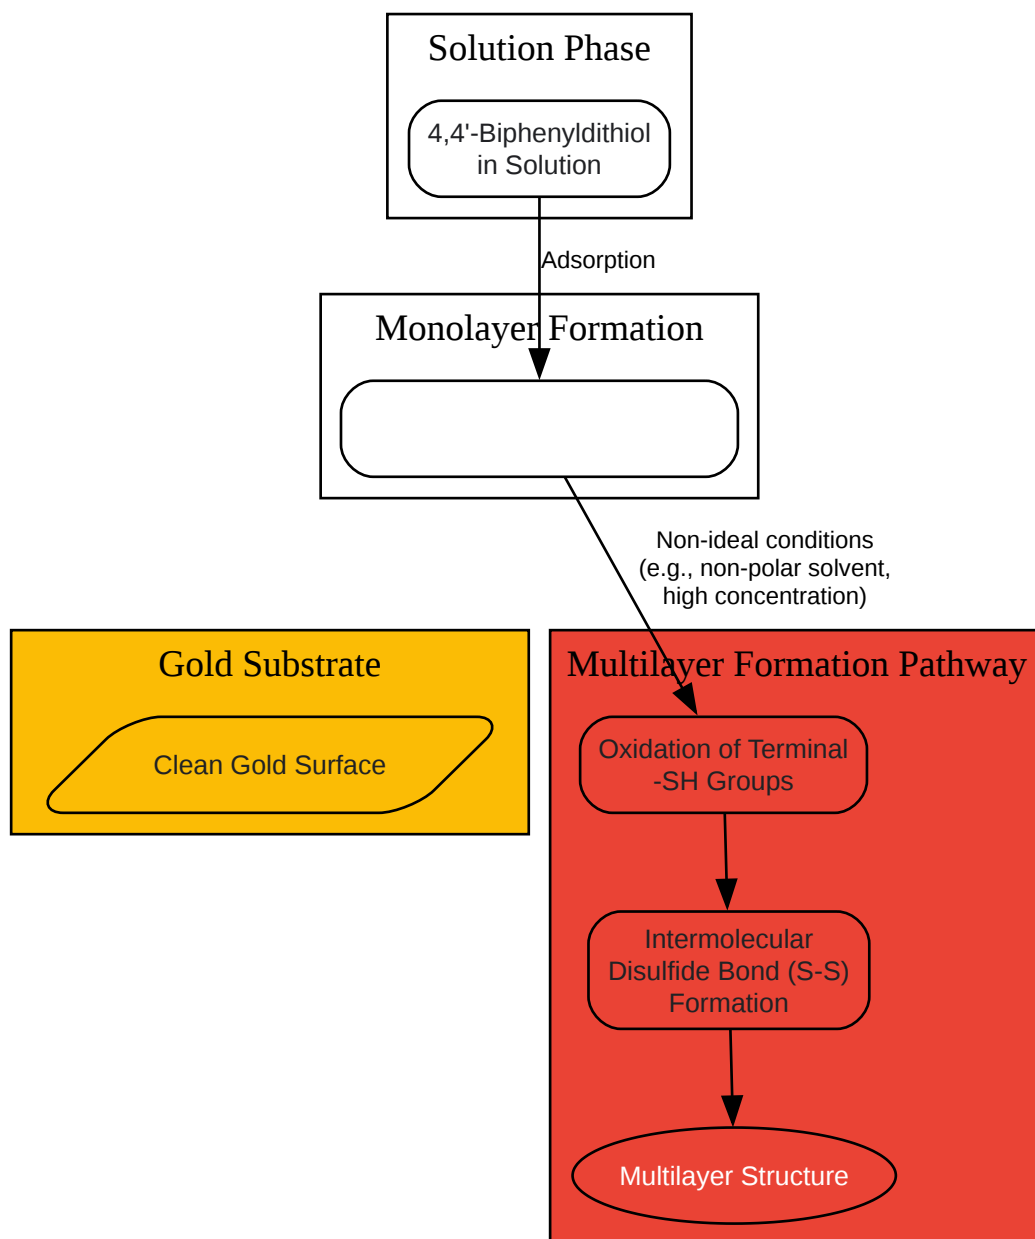 Solution Phase
4,4'-Biphenyldithiol
in Solution
Adsorption
Monolayer Formation
Non-ideal conditions
(e.g., non-polar solvent,
high concentration)
Gold Substrate
Clean Gold Surface
Multilayer Formation Pathway
Oxidation of Terminal
-SH Groups
Intermolecular
Disulfide Bond (S-S)
Formation
Multilayer Structure